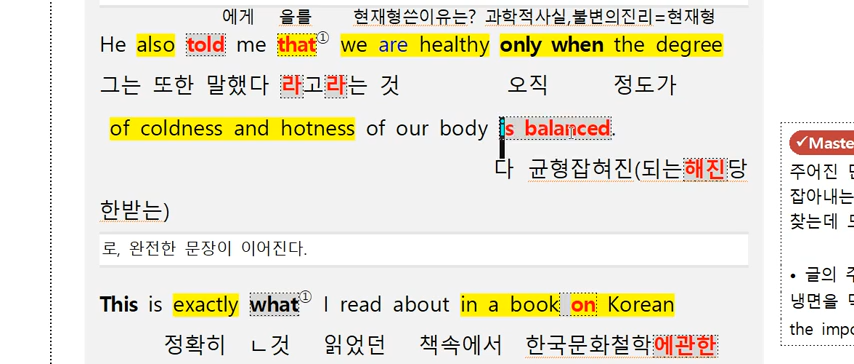 에게 을를 현재형쓴이유는? 과학적사실,불변의진리=현재형
He also told me that① we are healthy only when the degree
그는 또한 말했다 라고라는 것 오직 정도가
of coldness and hotness of our body is balanced.
다 균형잡혀진(되는해진당
한받는)
로, 완전한 문장이 이어진다.
This is exactly what① I read about in a book on Korean
정확히 ㄴ것 읽었던 책속에서 한국문화철학에관한
✓Maste
주어진 
잡아내는
찾는데 
• 글의 
냉면을 
the impo